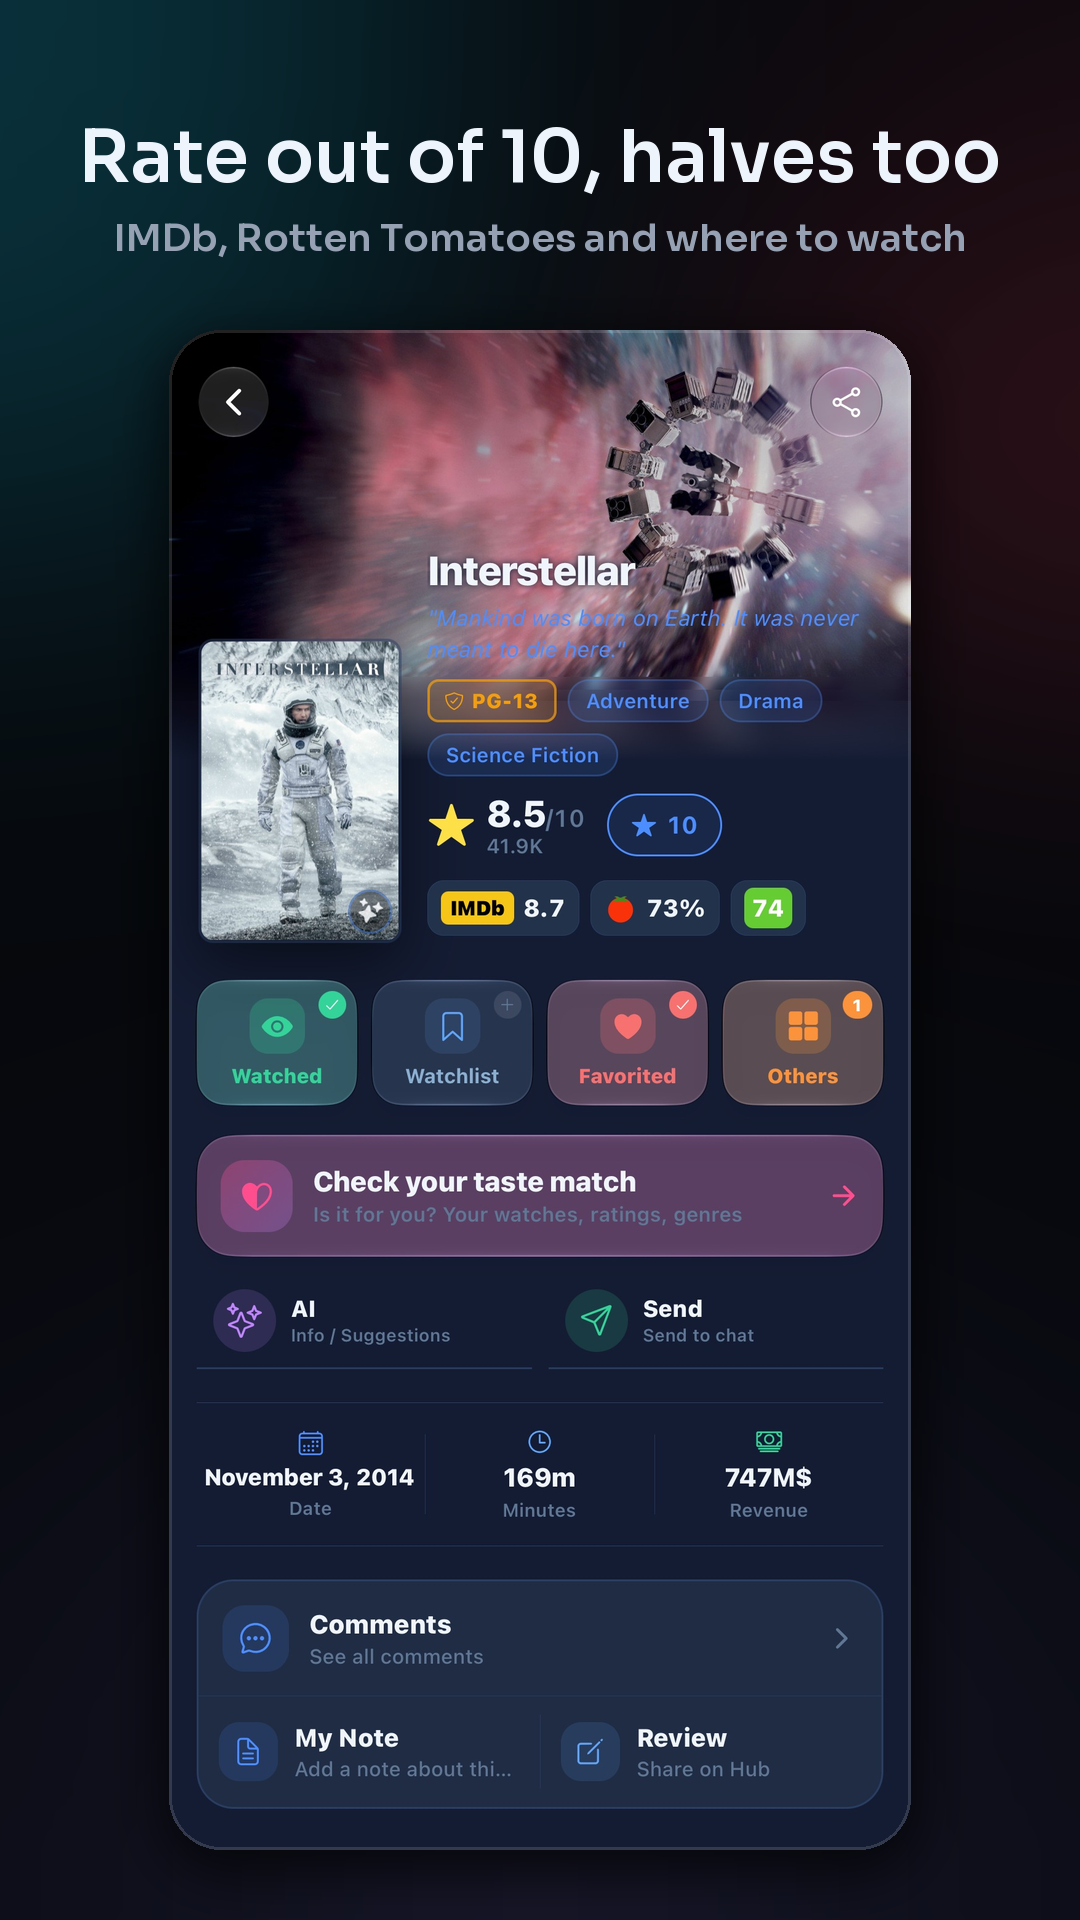 Rate out of 10, halves too
IMDb, Rotten Tomatoes and where to watch
Interstellar
"Mankind was born on Earth. It was never
meant to die here."
INTERSTELLAR
PG-13
Adventure
Drama
Science Fiction
8.5/10
41.9K
10
IMDb 8.7
73%
74
Watched
Watchlist
Favorited
1
Others
Check your taste match
Is it for you? Your watches, ratings, genres
AI
Info / Suggestions
Send
Send to chat
November 3, 2014
Date
169m
Minutes
747M$
Revenue
Comments
See all comments
My Note
Add a note about thi...
Review
Share on Hub